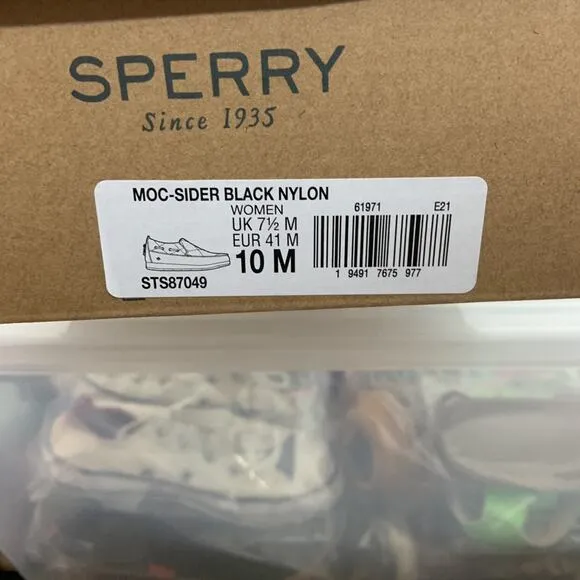 SPERRY
Since 1935
MOC-SIDER BLACK NYLON
WOMEN
UK 7½ M
EUR 41 M
10 M
STS87049
61971 E21
1 9491 7675 977